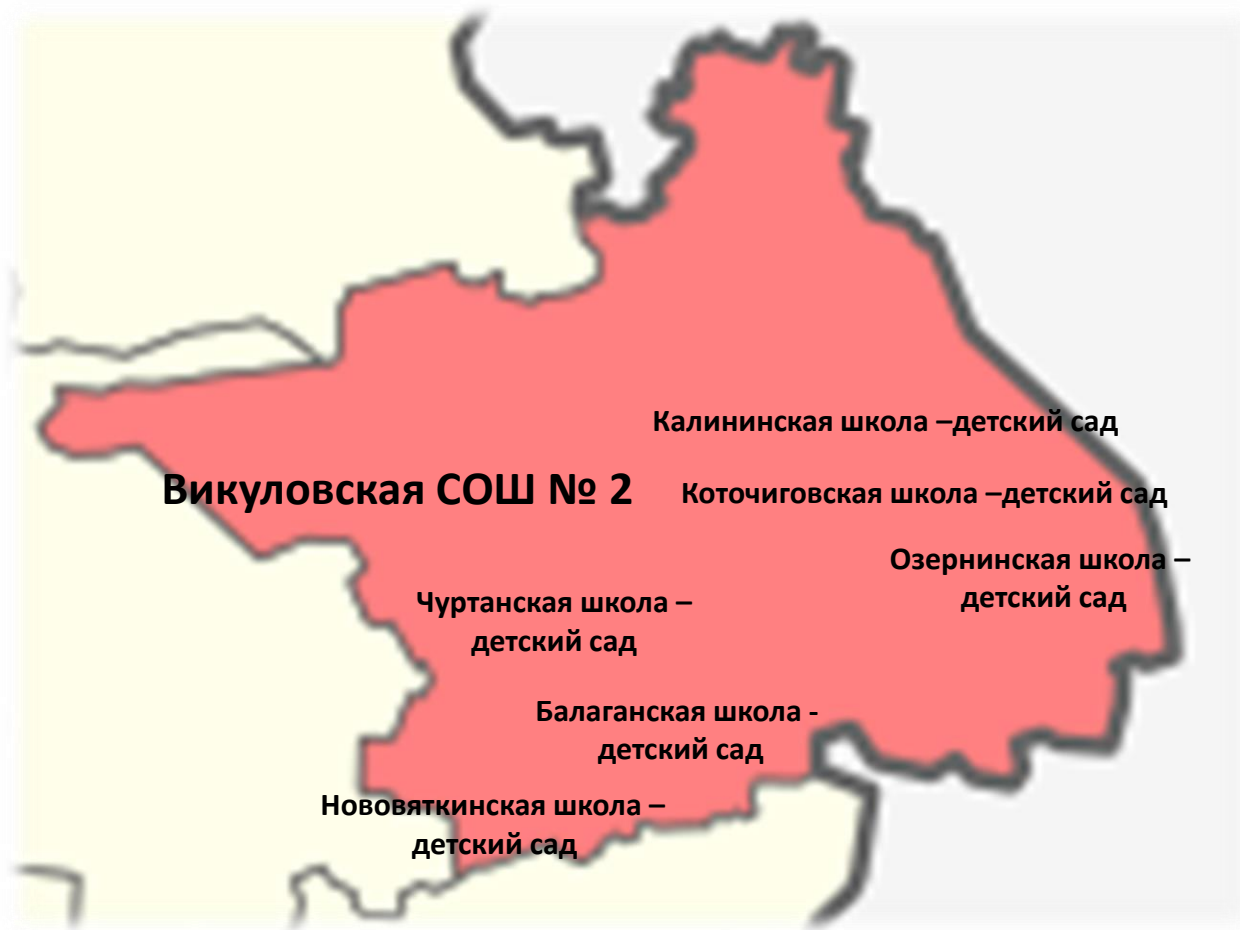 Калининская школа –детский сад
Викуловская СОШ № 2
Коточиговская школа –детский сад
Озернинская школа –
детский сад
Чуртанская школа –
детский сад
Балаганская школа -
детский сад
Нововяткинская школа –
детский сад